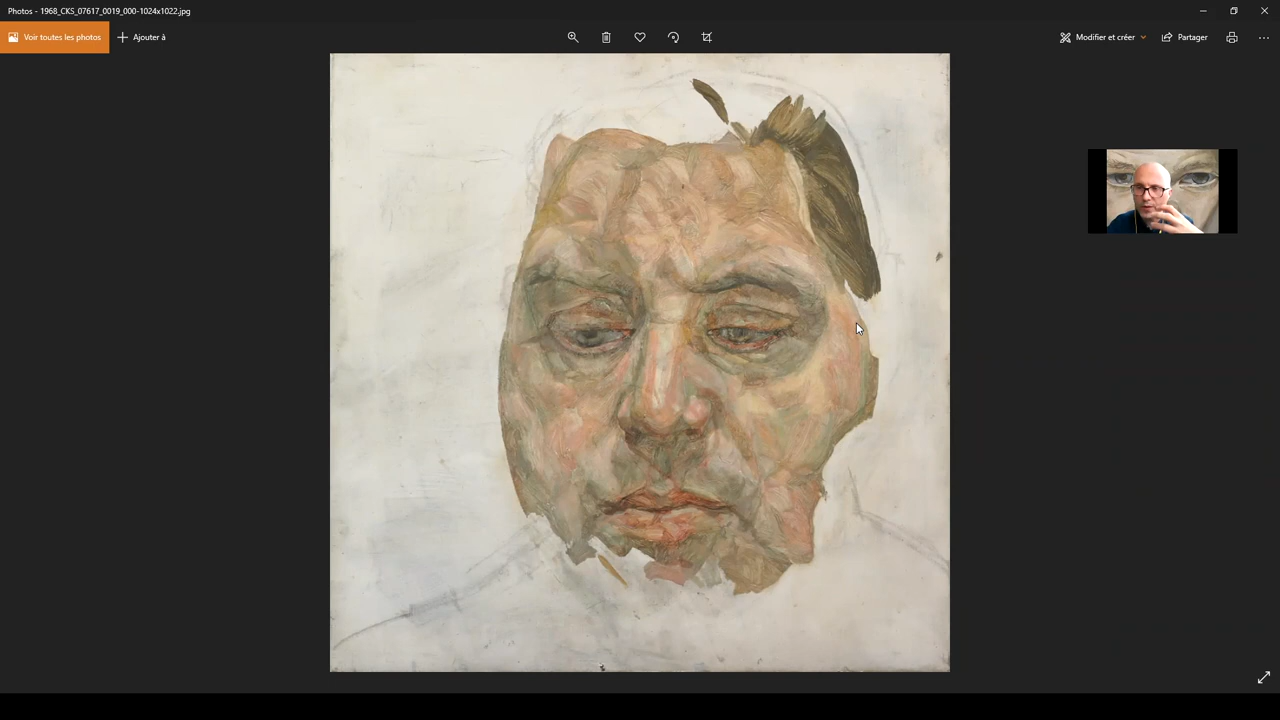 Photos - 1968_CKS_07617_0019_000-1024x1022.jpg
Voir toutes les photos
Ajouter à
Modifier et créer
Partager